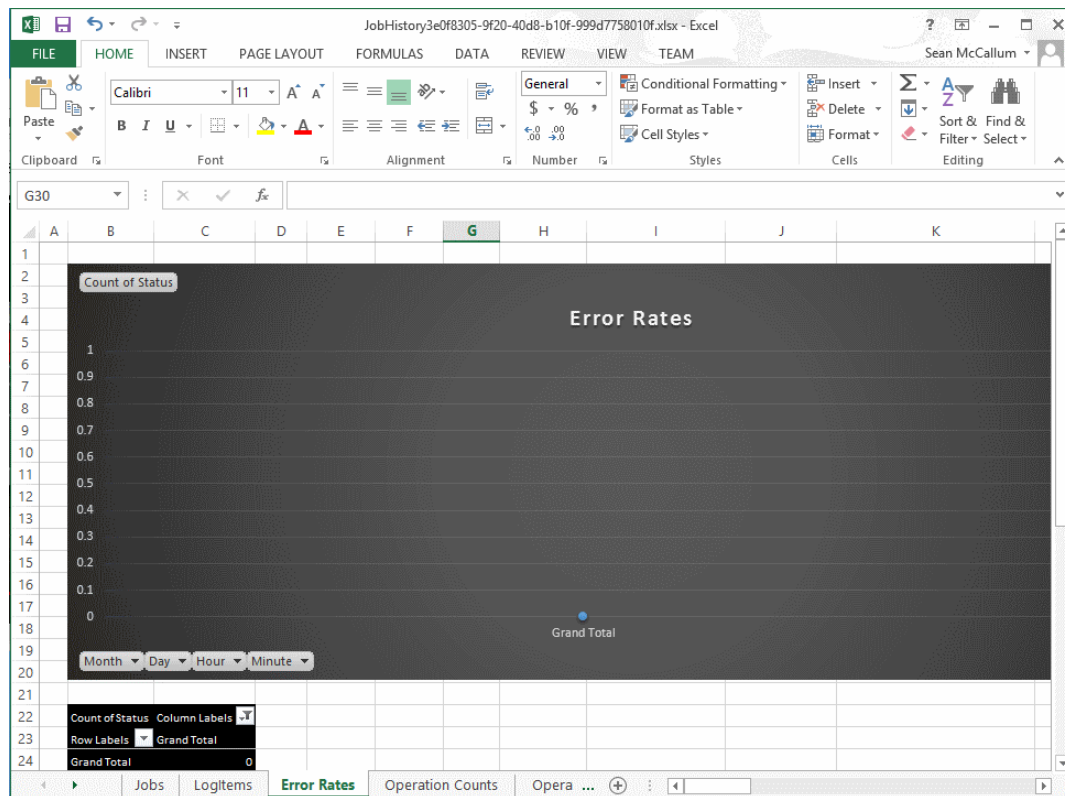 JobHistory3e0f8305-9f20-40d8-b10f-999d7758010f.xlsx - Excel
?
FILE HOME INSERT PAGE LAYOUT FORMULAS DATA REVIEW VIEW TEAM Sean McCallum
Paste
Calibri 11 A A
B I U A
General
$ % ,
.0 .00
.00 .0
Conditional Formatting
Format as Table
Cell Styles
Insert
Delete
Format
Σ
A
Z
Sort & Filter
Find & Select
Clipboard Font Alignment Number Styles Cells Editing
G30 fx
A B C D E F G H I J K
1
2
3
4
5
6
7
8
9
10
11
12
13
14
15
16
17
18
19
20
21
22
23
24
Count of Status
Error Rates
1
0.9
0.8
0.7
0.6
0.5
0.4
0.3
0.2
0.1
0
Grand Total
Month Day Hour Minute
Count of Status Column Labels
Row Labels Grand Total
Grand Total 0
Jobs LogItems Error Rates Operation Counts Opera ...